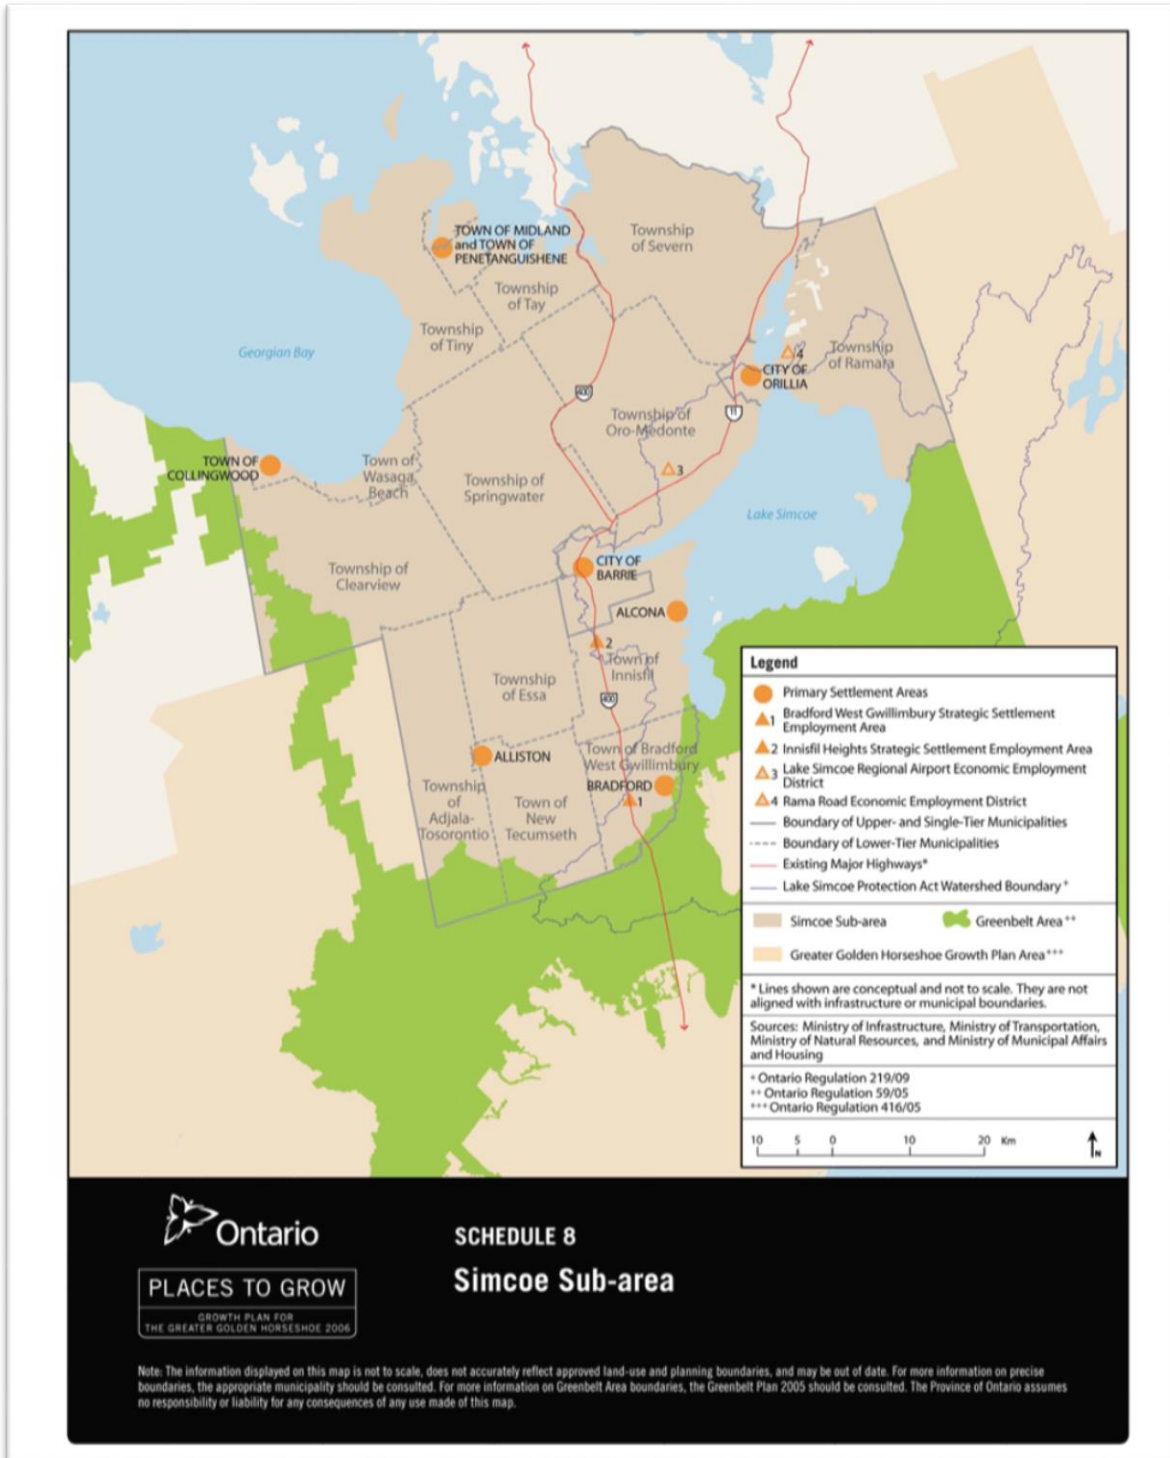 TOWN OF MIDLAND
and TOWN OF
PENETANGUISHENE
Township
of Severn
Township
of Tay
Township
of Tiny
Georgian Bay
4
Township
of Ramara
CITY OF
ORILLIA
400
11
Township of
Oro-Medonte
TOWN OF
COLLINGWOOD
Town of
Wasaga
Beach
3
Township of
Springwater
Lake Simcoe
CITY OF
BARRIE
Township of
Clearview
ALCONA
2
Town of
Innisfil
Township
of Essa
400
ALLISTON
Town of Bradford
West Gwillimbury
BRADFORD
1
Township
of
Adjala-
Tosorontio
Town of
New
Tecumseth
Legend
Primary Settlement Areas
1 Bradford West Gwillimbury Strategic Settlement
Employment Area
2 Innisfil Heights Strategic Settlement Employment Area
3 Lake Simcoe Regional Airport Economic Employment
District
4 Rama Road Economic Employment District
Boundary of Upper- and Single-Tier Municipalities
Boundary of Lower-Tier Municipalities
Existing Major Highways*
Lake Simcoe Protection Act Watershed Boundary +
Simcoe Sub-area
Greenbelt Area ++
Greater Golden Horseshoe Growth Plan Area +++
* Lines shown are conceptual and not to scale. They are not
aligned with infrastructure or municipal boundaries.
Sources: Ministry of Infrastructure, Ministry of Transportation,
Ministry of Natural Resources, and Ministry of Municipal Affairs
and Housing
+ Ontario Regulation 219/09
++ Ontario Regulation 59/05
+++ Ontario Regulation 416/05
10 5 0 10 20 Km
N
Ontario
PLACES TO GROW
GROWTH PLAN FOR
THE GREATER GOLDEN HORSESHOE 2006
SCHEDULE 8
Simcoe Sub-area
Note: The information displayed on this map is not to scale, does not accurately reflect approved land-use and planning boundaries, and may be out of date. For more information on precise
boundaries, the appropriate municipality should be consulted. For more information on Greenbelt Area boundaries, the Greenbelt Plan 2005 should be consulted. The Province of Ontario assumes
no responsibility or liability for any consequences of any use made of this map.